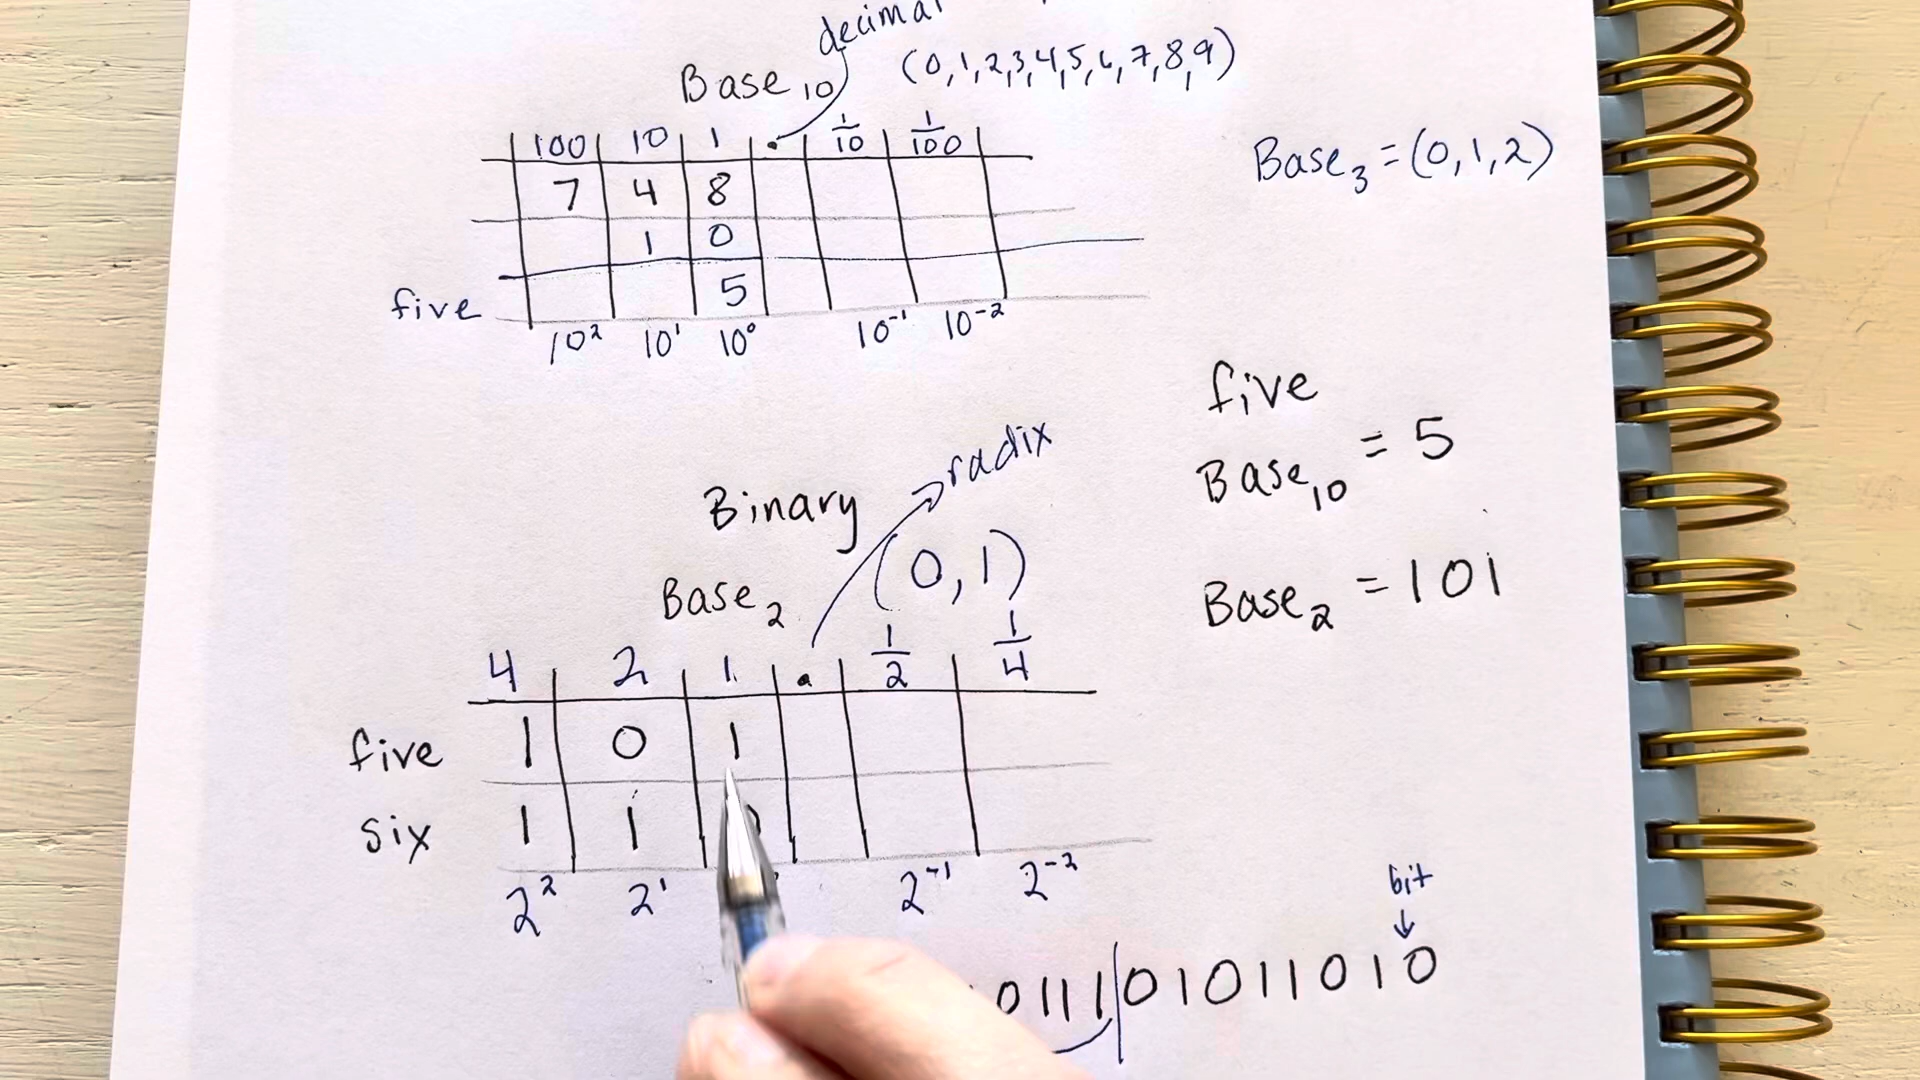 decimal
Base₁₀ (0,1,2,3,4,5,6,7,8,9)
100 10 1 . 1/10 1/100
7 4 8
1 0
five 5
10² 10¹ 10⁰ 10⁻¹ 10⁻²
Base₃ = (0,1,2)
five
Base₁₀ = 5
Base₂ = 101
radix
Binary
(0,1)
Base₂
4 2 1 . 1/2 1/4
five 1 0 1
six 1 1
2² 2¹ 2⁻¹ 2⁻²
bit
↓
0111|01011010